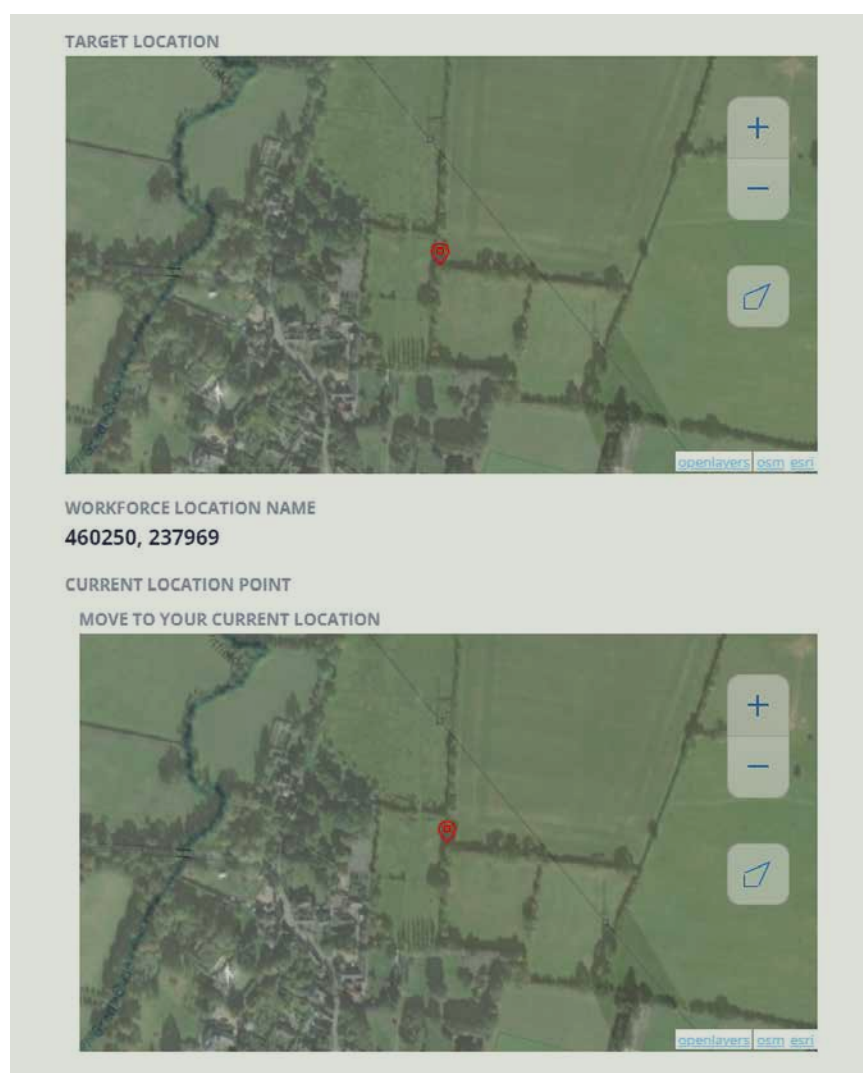 TARGET LOCATION
+
−
openlayers osm esri
WORKFORCE LOCATION NAME
460250, 237969
CURRENT LOCATION POINT
MOVE TO YOUR CURRENT LOCATION
+
−
openlayers osm esri